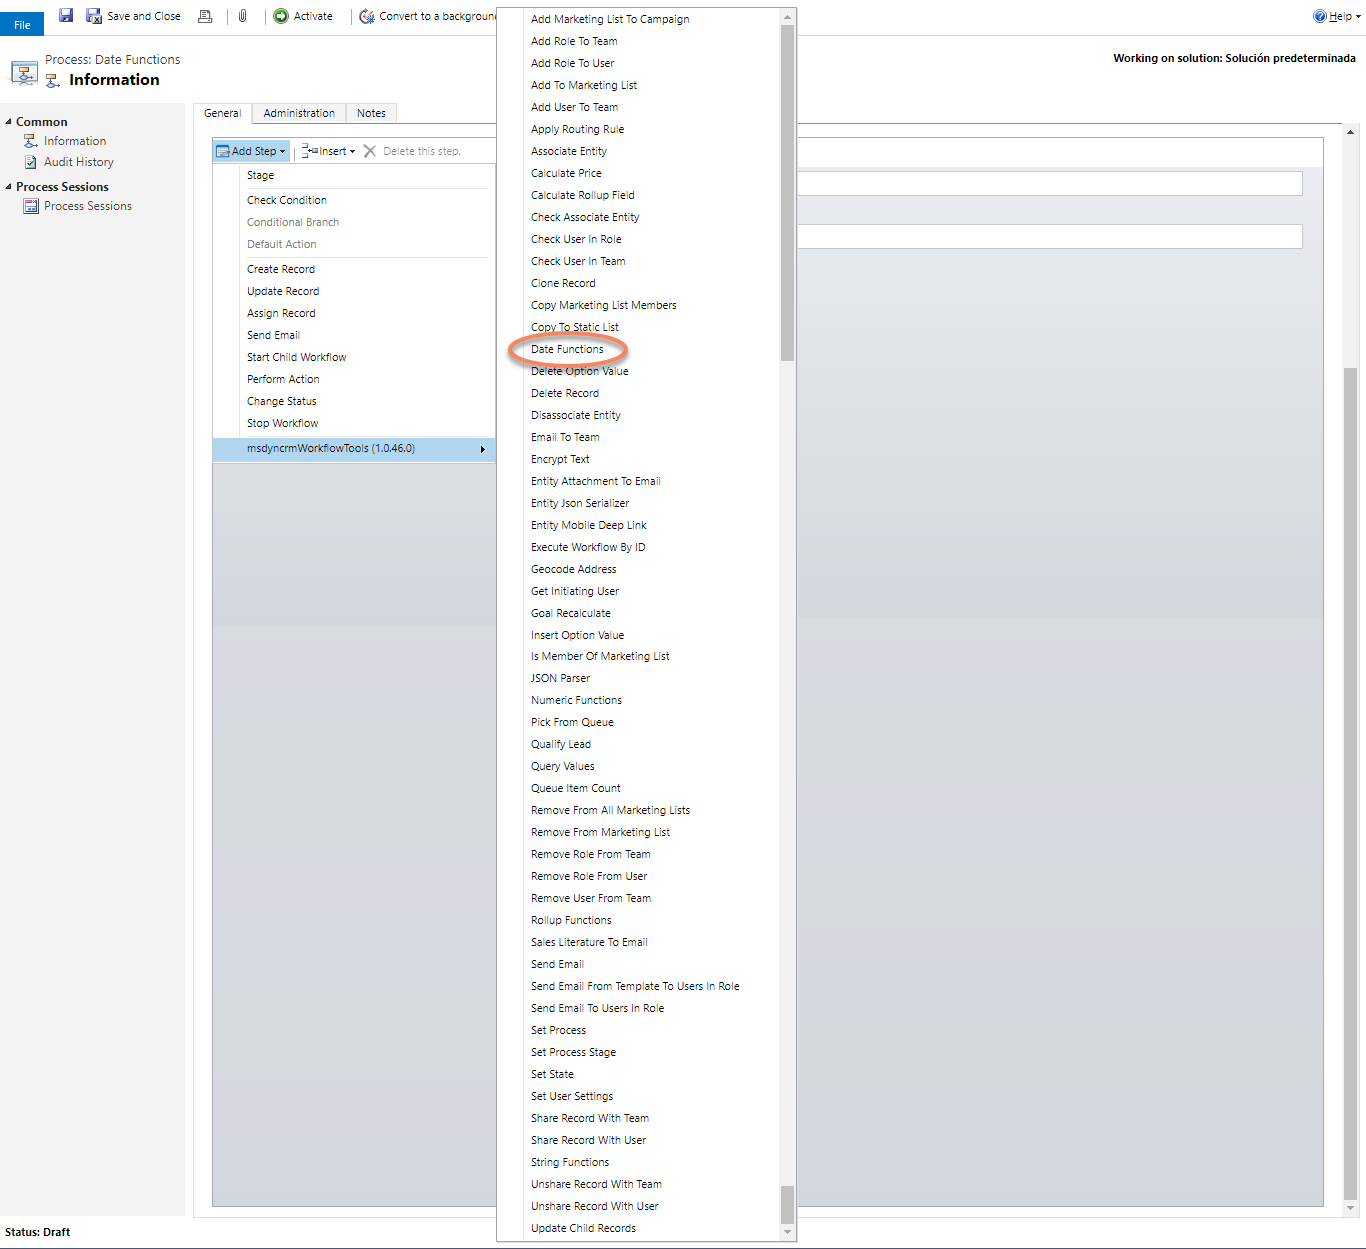 File
Save and Close
Activate
Convert to a background
Help
Process: Date Functions
Information
Working on solution: Solución predeterminada
Common
Information
Audit History
Process Sessions
Process Sessions
General
Administration
Notes
Add Step
Insert
Delete this step.
Stage
Check Condition
Conditional Branch
Default Action
Create Record
Update Record
Assign Record
Send Email
Start Child Workflow
Perform Action
Change Status
Stop Workflow
msdyncrmWorkflowTools (1.0.46.0)
Add Marketing List To Campaign
Add Role To Team
Add Role To User
Add To Marketing List
Add User To Team
Apply Routing Rule
Associate Entity
Calculate Price
Calculate Rollup Field
Check Associate Entity
Check User In Role
Check User In Team
Clone Record
Copy Marketing List Members
Copy To Static List
Date Functions
Delete Option Value
Delete Record
Disassociate Entity
Email To Team
Encrypt Text
Entity Attachment To Email
Entity Json Serializer
Entity Mobile Deep Link
Execute Workflow By ID
Geocode Address
Get Initiating User
Goal Recalculate
Insert Option Value
Is Member Of Marketing List
JSON Parser
Numeric Functions
Pick From Queue
Qualify Lead
Query Values
Queue Item Count
Remove From All Marketing Lists
Remove From Marketing List
Remove Role From Team
Remove Role From User
Remove User From Team
Rollup Functions
Sales Literature To Email
Send Email
Send Email From Template To Users In Role
Send Email To Users In Role
Set Process
Set Process Stage
Set State
Set User Settings
Share Record With Team
Share Record With User
String Functions
Unshare Record With Team
Unshare Record With User
Update Child Records
Status: Draft